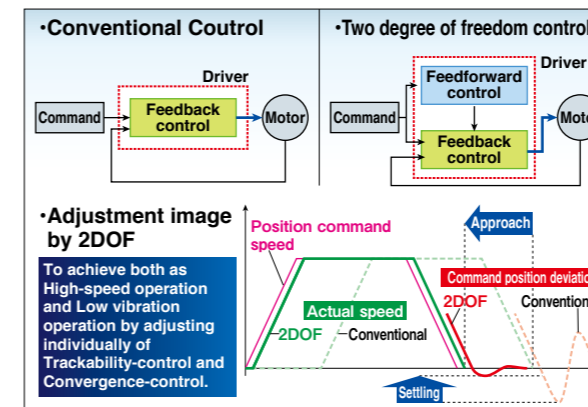 •Conventional Coutrol
Driver
Command
Feedback
control
Motor
•Two degree of freedom control
Driver
Feedforward
control
Command
Feedback
control
•Adjustment image
by 2DOF
To achieve both as
High-speed operation
and Low vibration
operation by adjusting
individually of
Trackability-control and
Convergence-control.
Position command
speed
Approach
Command position
Actual speed
2DOF
Conventional
2DOF
Settling